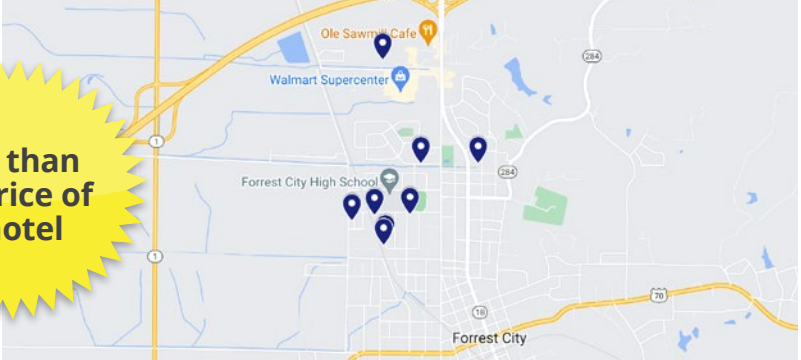 Ole Sawmill Cafe
Walmart Supercenter
284
1
than
rice of
otel
284
Forrest City High School
1
70
18
Forrest City